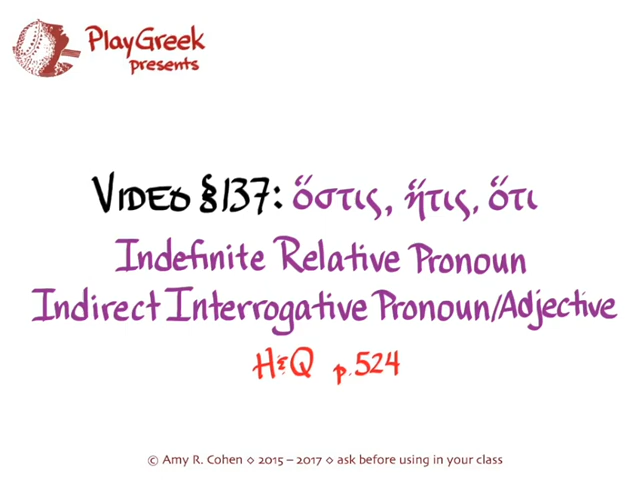 PlayGreek
presents
VIDEO §137: ὅστις, ἥτις, ὅτι
Indefinite Relative Pronoun
Indirect Interrogative Pronoun/Adjective
H&Q p.524
© Amy R. Cohen ◇ 2015 – 2017 ◇ ask before using in your class